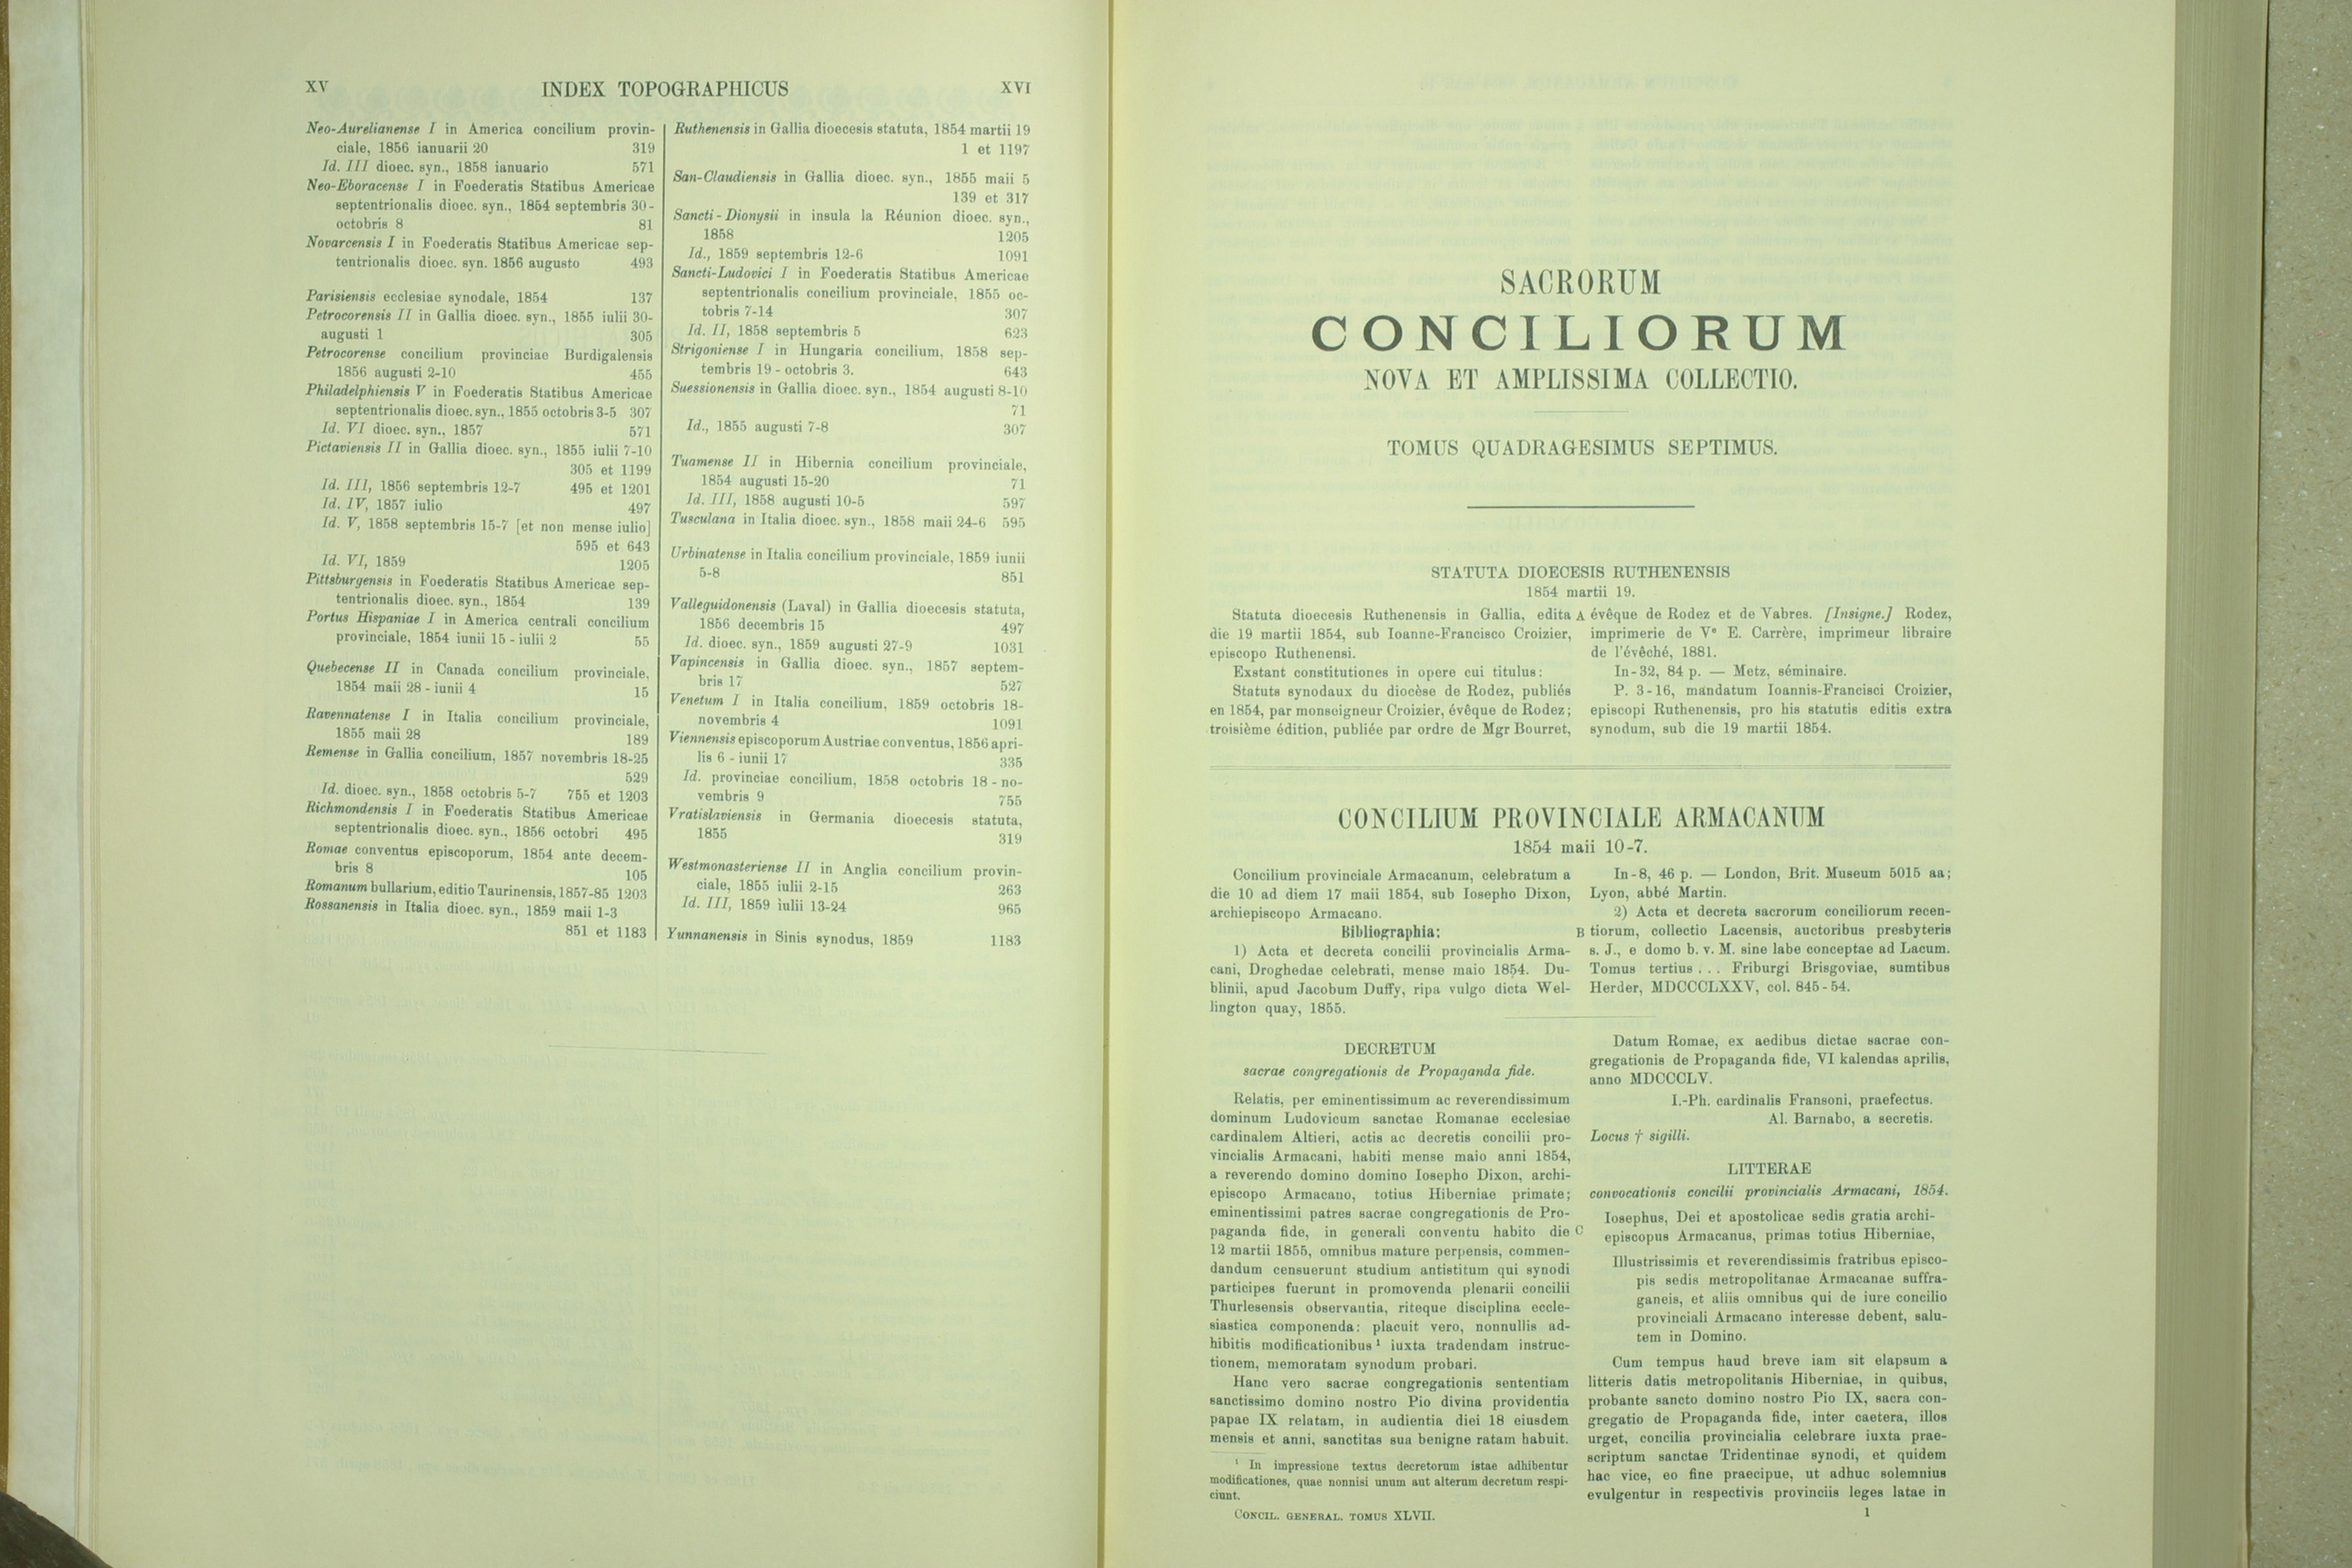 XV INDEX TOPOGRAPHICUS XVI
Neo-Aurelianense I in America concilium provin-
ciale, 1856 ianuarii 20 319
Id. III dioec. syn., 1858 ianuario 571
Neo-Eboracense I in Foederatis Statibus Americae
septentrionalis dioec. syn., 1854 septembris 30-
octobris 8 81
Novarcensis I in Foederatis Statibus Americae sep-
tentrionalis dioec. syn. 1856 augusto 493
Parisiensis ecclesiae synodale, 1854 137
Petrocorensis II in Gallia dioec. syn., 1855 iulii 30-
augusti 1 305
Petrocorense concilium provinciae Burdigalensis
1856 augusti 2-10 455
Philadelphiensis V in Foederatis Statibus Americae
septentrionalis dioec. syn., 1855 octobris 3-5 307
Id. VI dioec. syn., 1857 571
Pictaviensis II in Gallia dioec. syn., 1855 iulii 7-10
305 et 1199
Id. III, 1856 septembris 12-7 495 et 1201
Id. IV, 1857 iulio 497
Id. V, 1858 septembris 15-7 [et non mense iulio]
595 et 643
Id. VI, 1859 1205
Pittsburgensis in Foederatis Statibus Americae sep-
tentrionalis dioec. syn., 1854 139
Portus Hispaniae I in America centrali concilium
provinciale, 1854 iunii 15 - iulii 2 55
Quebecense II in Canada concilium provinciale,
1854 maii 28 - iunii 4 15
Ravennatense I in Italia concilium provinciale,
1855 maii 28 189
Remense in Gallia concilium, 1857 novembris 18-25
529
Id. dioec. syn., 1858 octobris 5-7 755 et 1203
Richmondensis I in Foederatis Statibus Americae
septentrionalis dioec. syn., 1856 octobri 495
Romae conventus episcoporum, 1854 ante decem-
bris 8 105
Romanum bullarium, editio Taurinensis, 1857-85 1203
Rossanensis in Italia dioec. syn., 1859 maii 1-3
851 et 1183
Ruthenensis in Gallia dioecesis statuta, 1854 martii 19
1 et 1197
San-Claudiensis in Gallia dioec. syn., 1855 maii 5
139 et 317
Sancti-Dionysii in insula la Réunion dioec. syn.,
1858 1205
Id., 1859 septembris 12-6 1091
Sancti-Ludovici I in Foederatis Statibus Americae
septentrionalis concilium provinciale, 1855 oc-
tobris 7-14 307
Id. II, 1858 septembris 5 623
Strigoniense I in Hungaria concilium, 1858 sep-
tembris 19 - octobris 3. 643
Suessionensis in Gallia dioec. syn., 1854 augusti 8-10
71
Id., 1855 augusti 7-8 307
Tuamense II in Hibernia concilium provinciale,
1854 augusti 15-20 71
Id. III, 1858 augusti 10-5 597
Tusculana in Italia dioec. syn., 1858 maii 24-6 595
Urbinatense in Italia concilium provinciale, 1859 iunii
5-8 851
Valleguidonensis (Laval) in Gallia dioecesis statuta,
1856 decembris 15 497
Id. dioec. syn., 1859 augusti 27-9 1031
Vapincensis in Gallia dioec. syn., 1857 septem-
bris 17 527
Venetum I in Italia concilium, 1859 octobris 18-
novembris 4 1091
Viennensis episcoporum Austriae conventus, 1856 apri-
lis 6 - iunii 17 335
Id. provinciae concilium, 1858 octobris 18 - no-
vembris 9 755
Vratislaviensis in Germania dioecesis statuta,
1855 319
Westmonasteriense II in Anglia concilium provin-
ciale, 1855 iulii 2-15 263
Id. III, 1859 iulii 13-24 965
Yunnanensis in Sinis synodus, 1859 1183
SACRORUM
CONCILIORUM
NOVA ET AMPLISSIMA COLLECTIO.
TOMUS QUADRAGESIMUS SEPTIMUS.
STATUTA DIOECESIS RUTHENENSIS
1854 martii 19.
Statuta dioecesis Ruthenensis in Gallia, edita
die 19 martii 1854, sub Ioanne-Francisco Croizier,
episcopo Ruthenensi.
Exstant constitutiones in opere cui titulus:
Statuts synodaux du diocèse de Rodez, publiés
en 1854, par monseigneur Croizier, évêque de Rodez;
troisième édition, publiée par ordre de Mgr Bourret,
A évêque de Rodez et de Vabres. [Insigne.] Rodez,
imprimerie de Vᵉ E. Carrère, imprimeur libraire
de l'évêché, 1881.
In-32, 84 p. — Metz, séminaire.
P. 3-16, mandatum Ioannis-Francisci Croizier,
episcopi Ruthenensis, pro his statutis editis extra
synodum, sub die 19 martii 1854.
CONCILIUM PROVINCIALE ARMACANUM
1854 maii 10-7.
Concilium provinciale Armacanum, celebratum a
die 10 ad diem 17 maii 1854, sub Iosepho Dixon,
archiepiscopo Armacano.
Bibliographia:
1) Acta et decreta concilii provincialis Arma-
cani, Droghedae celebrati, mense maio 1854. Du-
blinii, apud Jacobum Duffy, ripa vulgo dicta Wel-
lington quay, 1855.
In-8, 46 p. — London, Brit. Museum 5015 aa;
Lyon, abbé Martin.
2) Acta et decreta sacrorum conciliorum recen-
B tiorum, collectio Lacensis, auctoribus presbyteris
s. J., e domo b. v. M. sine labe conceptae ad Lacum.
Tomus tertius . . . Friburgi Brisgoviae, sumtibus
Herder, MDCCCLXXV, col. 845-54.
DECRETUM
sacrae congregationis de Propaganda fide.
Relatis, per eminentissimum ac reverendissimum
dominum Ludovicum sanctae Romanae ecclesiae
cardinalem Altieri, actis ac decretis concilii pro-
vincialis Armacani, habiti mense maio anni 1854,
a reverendo domino domino Iosepho Dixon, archi-
episcopo Armacano, totius Hiberniae primate;
eminentissimi patres sacrae congregationis de Pro-
paganda fide, in generali conventu habito die
12 martii 1855, omnibus mature perpensis, commen-
dandum censuerunt studium antistitum qui synodi
participes fuerunt in promovenda plenarii concilii
Thurlesensis observantia, riteque disciplina eccle-
siastica componenda: placuit vero, nonnullis ad-
hibitis modificationibus ¹ iuxta tradendam instruc-
tionem, memoratam synodum probari.
Hanc vero sacrae congregationis sententiam
sanctissimo domino nostro Pio divina providentia
papae IX relatam, in audientia diei 18 eiusdem
mensis et anni, sanctitas sua benigne ratam habuit.
¹ In impressione textus decretorum istae adhibentur
modificationes, quae nonnisi unum aut alterum decretum respi-
ciunt.
Datum Romae, ex aedibus dictae sacrae con-
gregationis de Propaganda fide, VI kalendas aprilis,
anno MDCCCLV.
I.-Ph. cardinalis Fransoni, praefectus.
Al. Barnabo, a secretis.
Locus † sigilli.
LITTERAE
convocationis concilii provincialis Armacani, 1854.
Iosephus, Dei et apostolicae sedis gratia archi-
C episcopus Armacanus, primas totius Hiberniae,
Illustrissimis et reverendissimis fratribus episco-
pis sedis metropolitanae Armacanae suffra-
ganeis, et aliis omnibus qui de iure concilio
provinciali Armacano interesse debent, salu-
tem in Domino.
Cum tempus haud breve iam sit elapsum a
litteris datis metropolitanis Hiberniae, in quibus,
probante sancto domino nostro Pio IX, sacra con-
gregatio de Propaganda fide, inter caetera, illos
urget, concilia provincialia celebrare iuxta prae-
scriptum sanctae Tridentinae synodi, et quidem
hac vice, eo fine praecipue, ut adhuc solemnius
evulgentur in respectivis provinciis leges latae in
CONCIL. GENERAL. TOMUS XLVII. 1